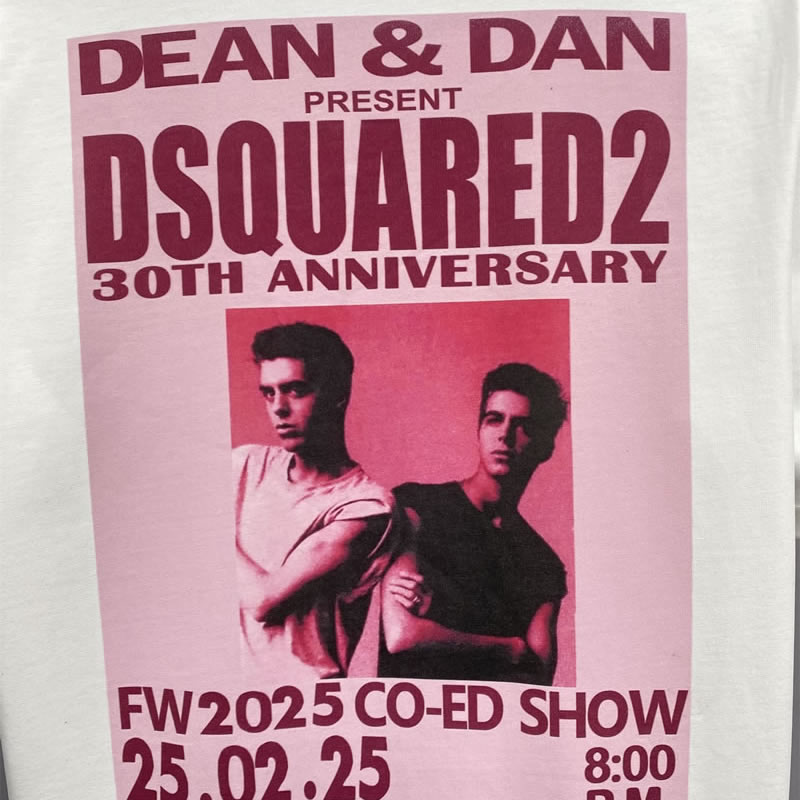 DEAN & DAN
PRESENT
DSQUARED2
30TH ANNIVERSARY
FW2025 CO-ED SHOW
25.02.25 8:00
P.M.